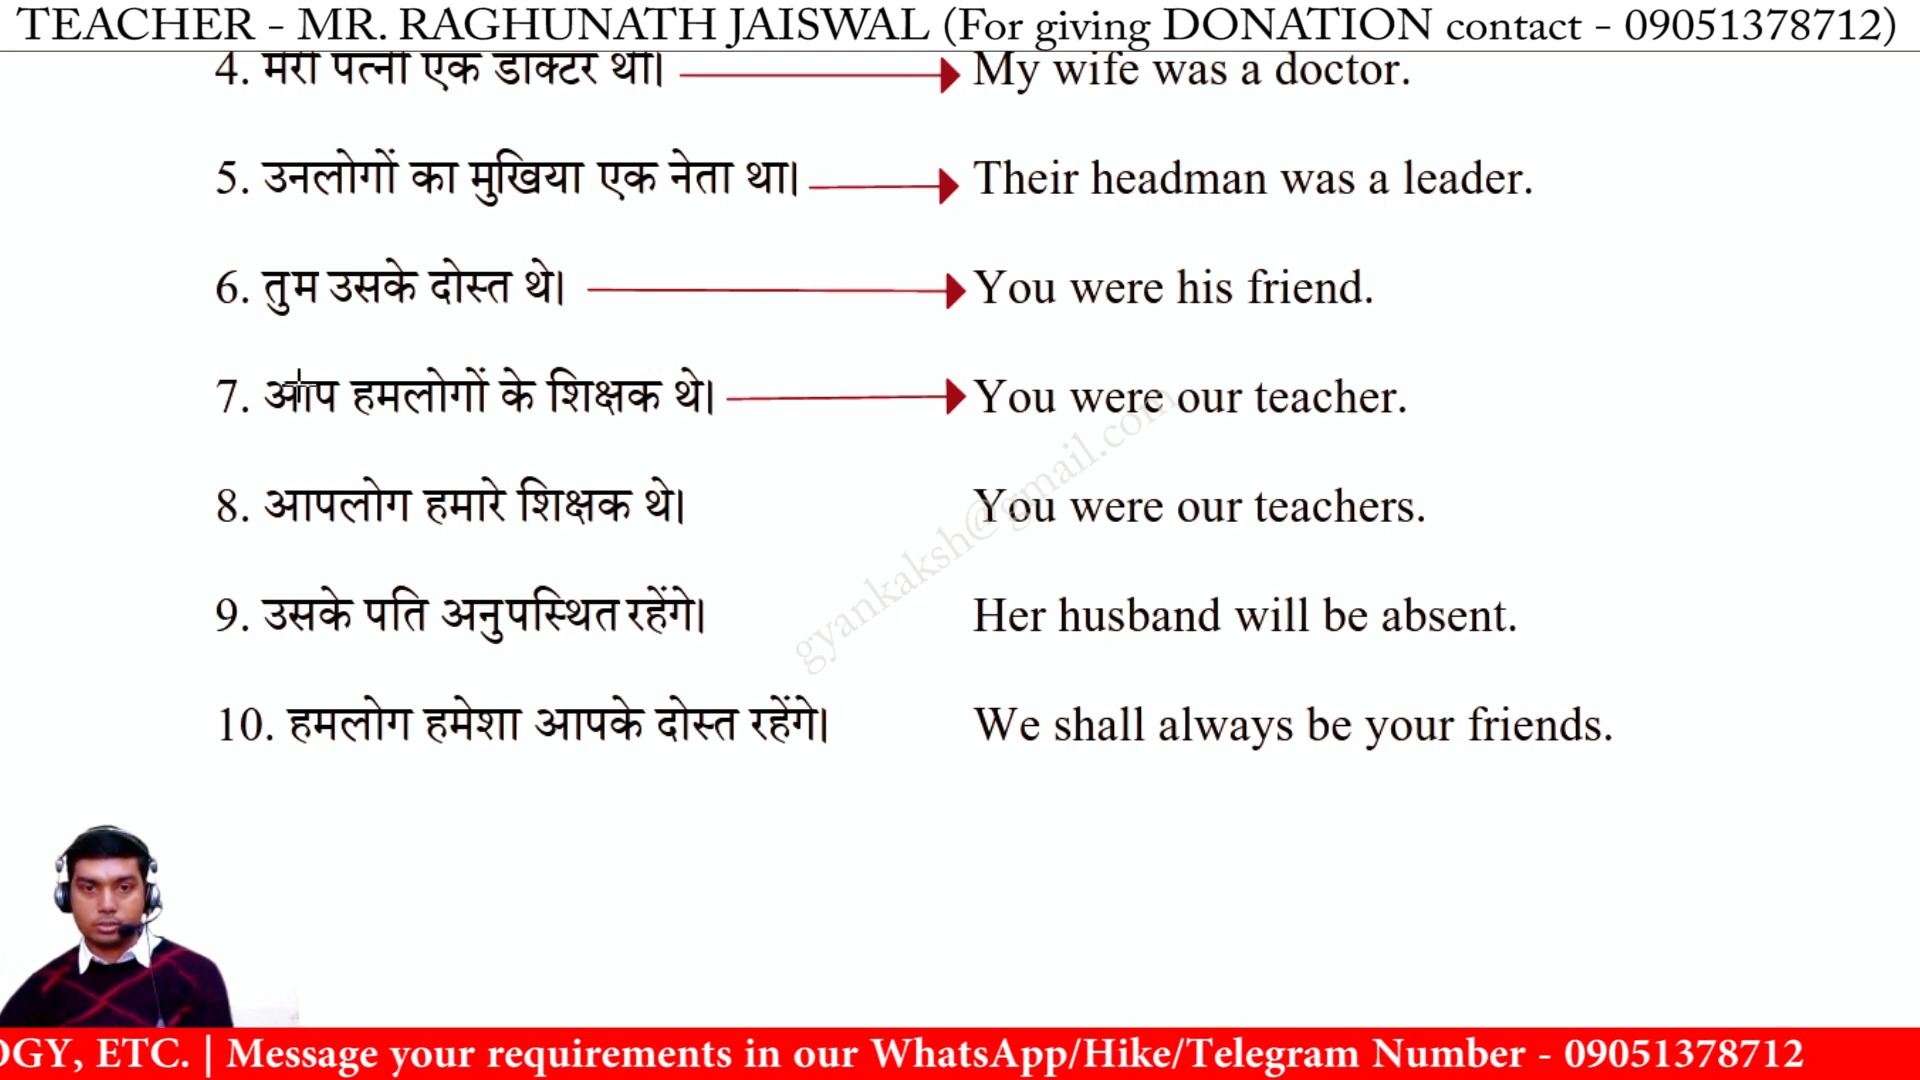 TEACHER - MR. RAGHUNATH JAISWAL (For giving DONATION contact - 09051378712)
4. मेरी पत्नी एक डाक्टर थी। My wife was a doctor.
5. उनलोगों का मुखिया एक नेता था। Their headman was a leader.
6. तुम उसके दोस्त थे। You were his friend.
7. आप हमलोगों के शिक्षक थे। You were our teacher.
8. आपलोग हमारे शिक्षक थे। You were our teachers.
9. उसके पति अनुपस्थित रहेंगे। Her husband will be absent.
10. हमलोग हमेशा आपके दोस्त रहेंगे। We shall always be your friends.
gyankaksh@gmail.com
OGY, ETC. | Message your requirements in our WhatsApp/Hike/Telegram Number - 09051378712